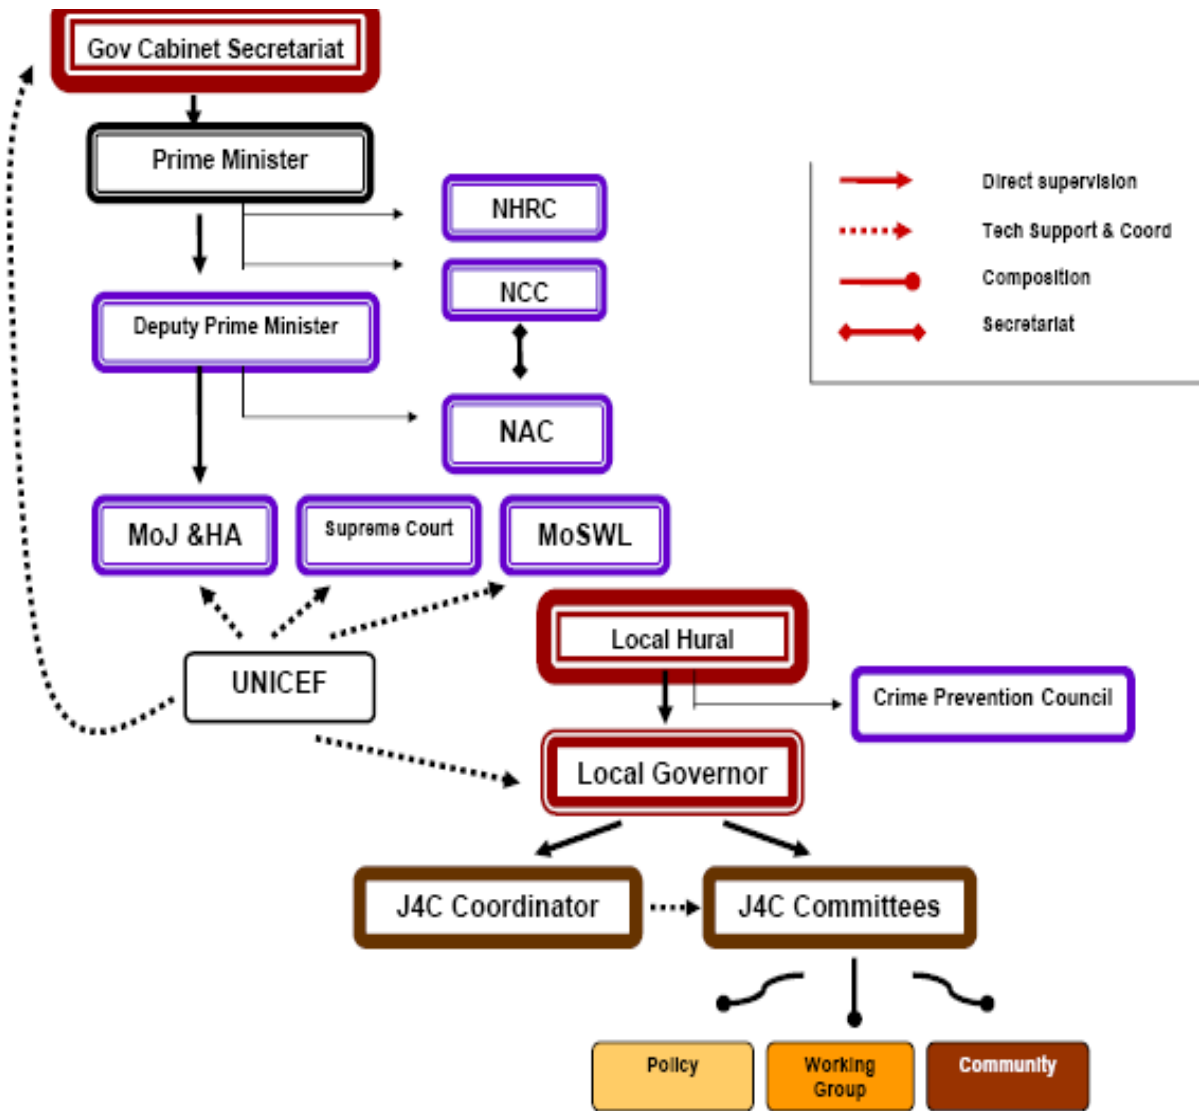 Gov Cabinet Secretariat
Prime Minister
NHRC
Direct supervision
Tech Support & Coord
NCC
Composition
Deputy Prime Minister
Secretariat
NAC
MoJ &HA
Supreme Court
MoSWL
Local Hural
UNICEF
Crime Prevention Council
Local Governor
J4C Coordinator
J4C Committees
Policy
Working
Group
Community